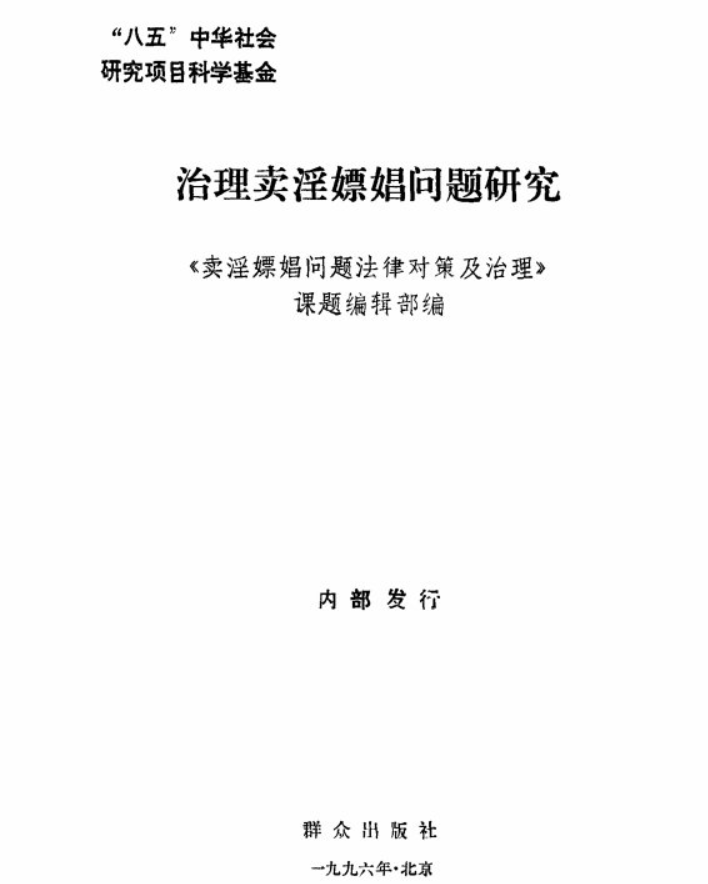 “八五”中华社会
研究项目科学基金
治理卖淫嫖娼问题研究
《卖淫嫖娼问题法律对策及治理》
课题编辑部编
内部发行
群众出版社
一九九六年·北京